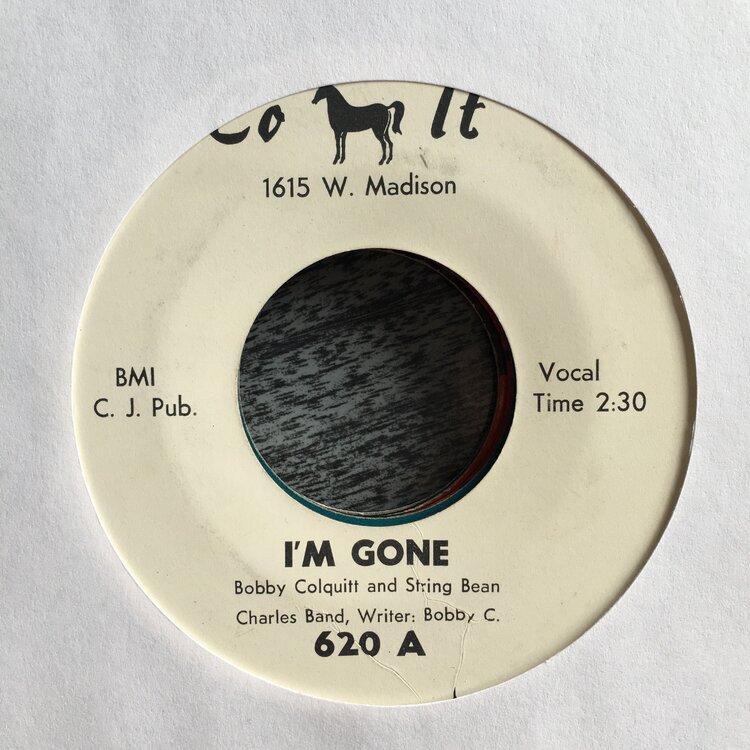 Co It
1615 W. Madison
BMI
C. J. Pub.
Vocal
Time 2:30
I'M GONE
Bobby Colquitt and String Bean
Charles Band, Writer: Bobby C.
620 A